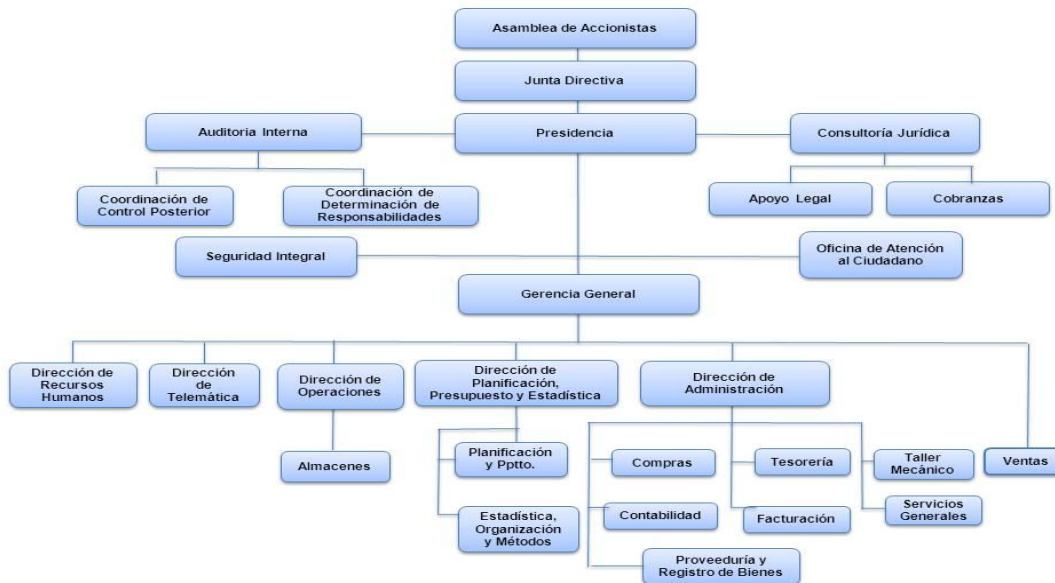 Asamblea de Accionistas
Junta Directiva
Auditoria Interna
Presidencia
Consultoría Jurídica
Coordinación de
Control Posterior
Coordinación de
Determinación de
Responsabilidades
Apoyo Legal
Cobranzas
Seguridad Integral
Oficina de Atención
al Ciudadano
Gerencia General
Dirección de
Recursos
Humanos
Dirección
de
Telemática
Dirección de
Operaciones
Dirección de
Planificación,
Presupuesto y Estadística
Dirección de
Administración
Almacenes
Planificación
y Pptto.
Compras
Tesorería
Taller
Mecánico
Ventas
Estadística,
Organización
y Métodos
Contabilidad
Facturación
Servicios
Generales
Proveeduría y
Registro de Bienes